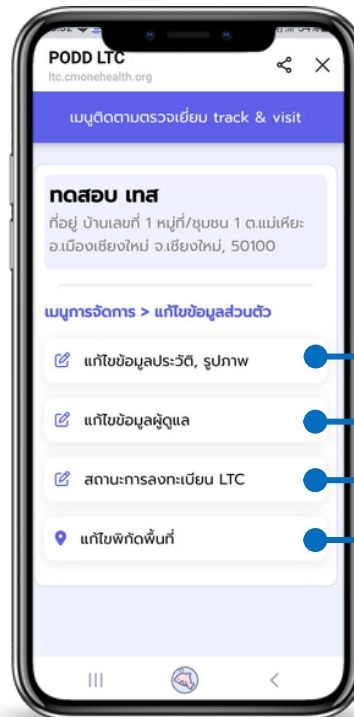 PODD LTC
ltc.cmonehealth.org
เมนูติดตามตรวจเยี่ยม track & visit
ทดสอบ เทส
ที่อยู่ บ้านเลขที่ 1 หมู่ที่/ชุมชน 1 ต.แม่เหียะ
อ.เมืองเชียงใหม่ จ.เชียงใหม่, 50100
เมนูการจัดการ > แก้ไขข้อมูลส่วนตัว
แก้ไขข้อมูลประวัติ, รูปภาพ
แก้ไขข้อมูลผู้ดูแล
สถานะการลงทะเบียน LTC
แก้ไขพิกัดพื้นที่